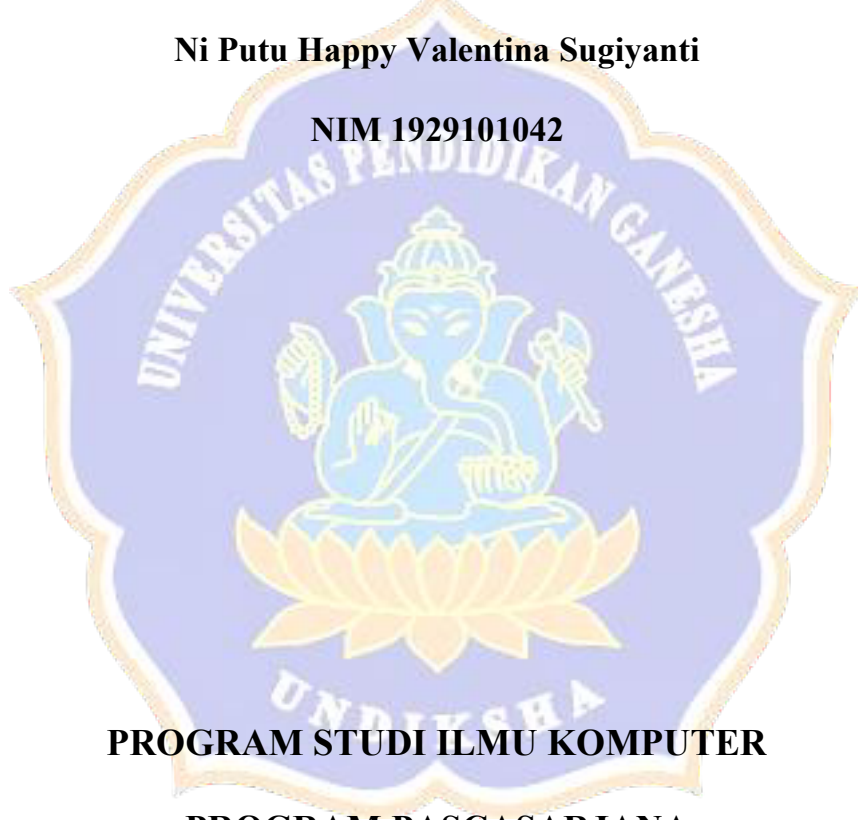 Ni Putu Happy Valentina Sugiyanti
NIM 1929101042
UNIVERSITAS PENDIDIKAN GANESHA
UNDIKSHA
PROGRAM STUDI ILMU KOMPUTER
PROGRAM PASCASARJANA